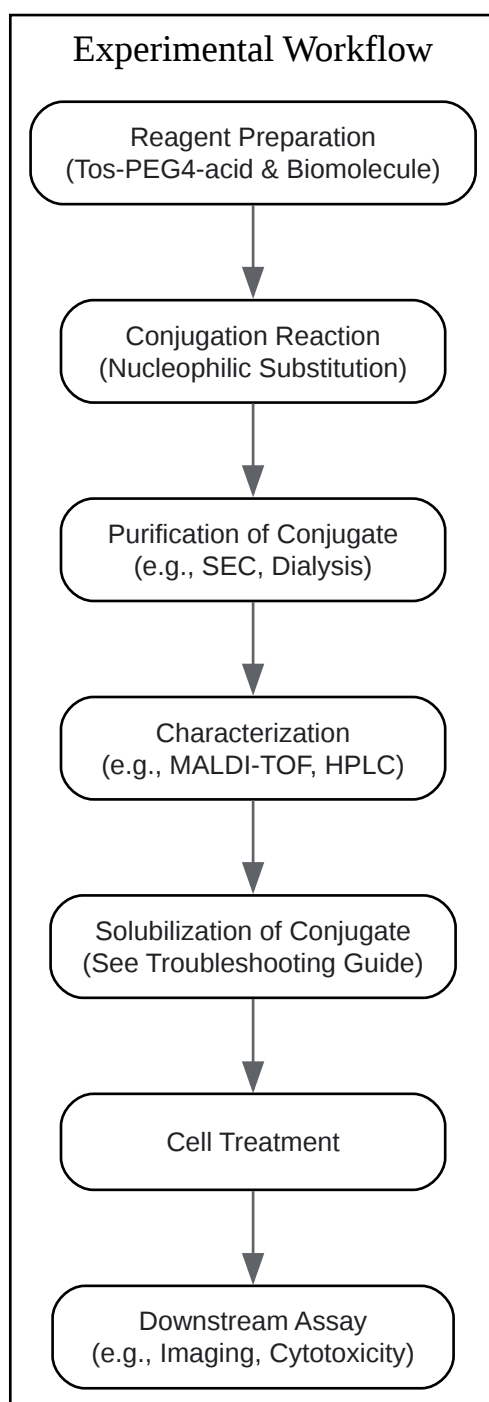 Experimental Workflow
Reagent Preparation
(Tos-PEG4-acid & Biomolecule)
Conjugation Reaction
(Nucleophilic Substitution)
Purification of Conjugate
(e.g., SEC, Dialysis)
Characterization
(e.g., MALDI-TOF, HPLC)
Solubilization of Conjugate
(See Troubleshooting Guide)
Cell Treatment
Downstream Assay
(e.g., Imaging, Cytotoxicity)